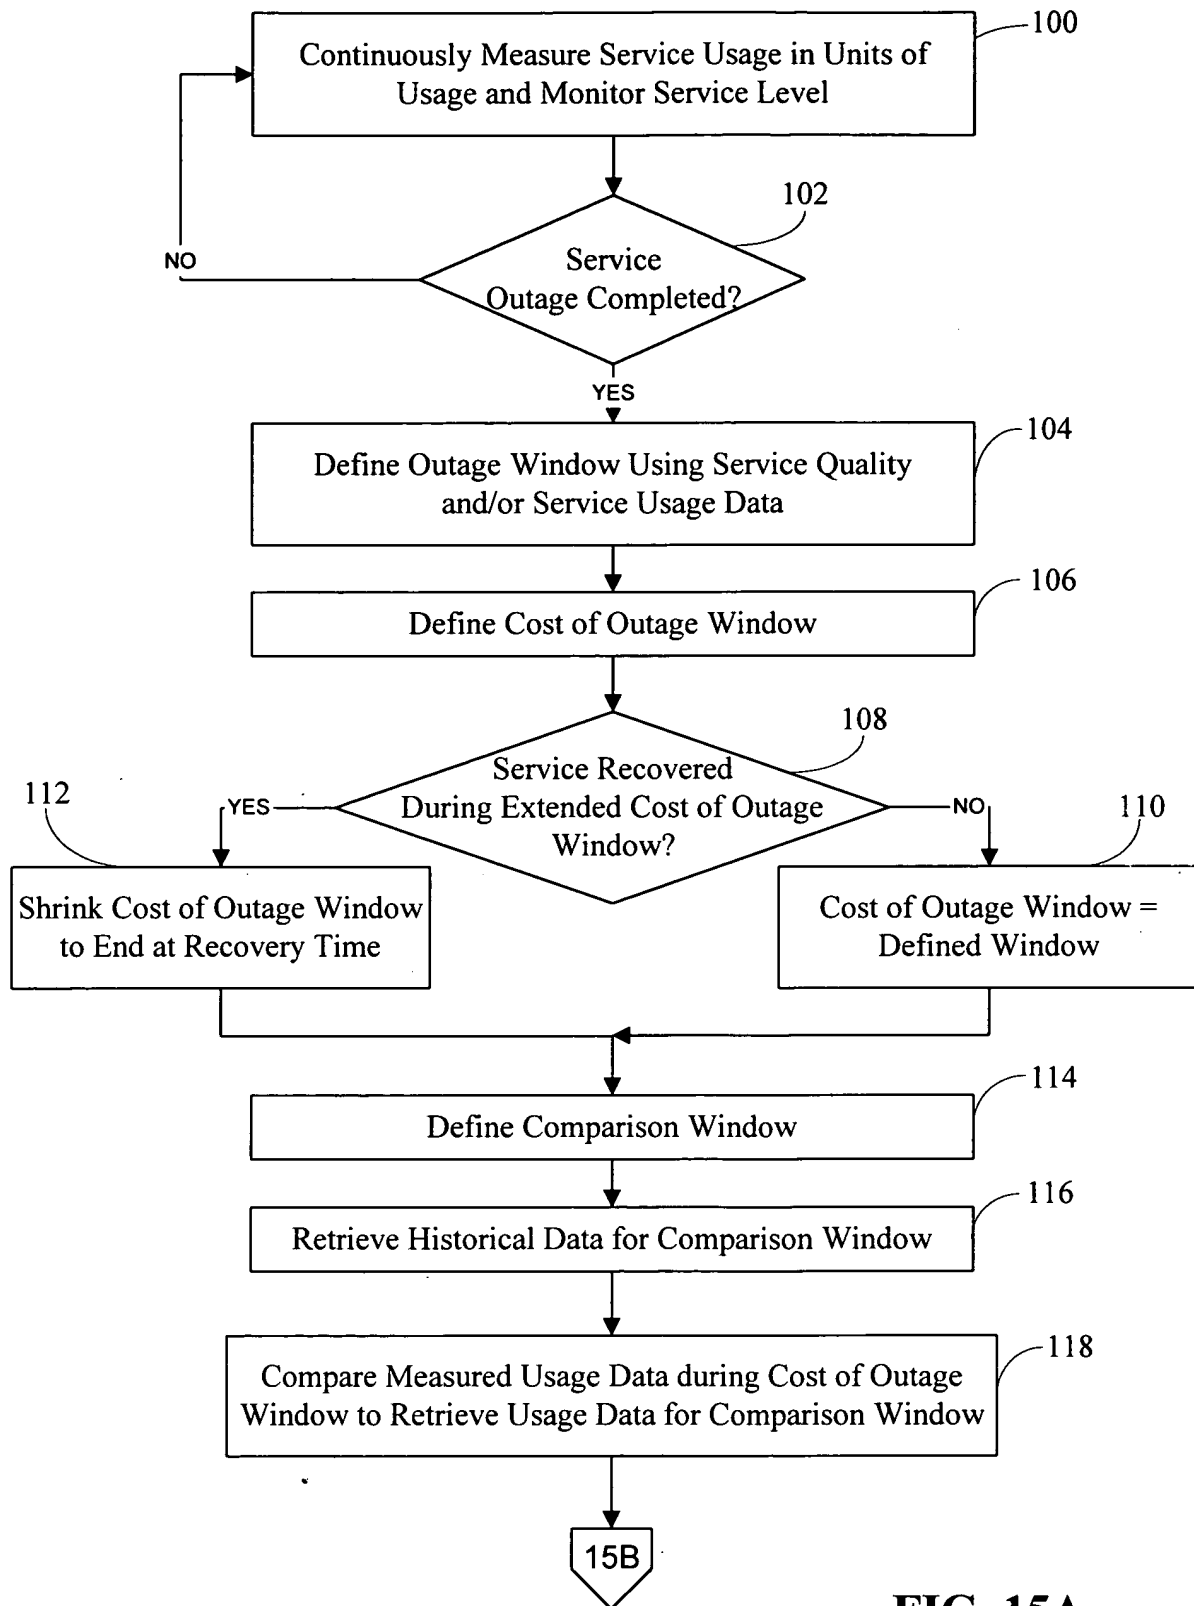 100
Continuously Measure Service Usage in Units of
Usage and Monitor Service Level
102
Service
Outage Completed?
NO
YES
104
Define Outage Window Using Service Quality
and/or Service Usage Data
106
Define Cost of Outage Window
108
Service Recovered
During Extended Cost of Outage
Window?
112
YES
NO
110
Shrink Cost of Outage Window
to End at Recovery Time
Cost of Outage Window =
Defined Window
114
Define Comparison Window
116
Retrieve Historical Data for Comparison Window
118
Compare Measured Usage Data during Cost of Outage
Window to Retrieve Usage Data for Comparison Window
15B
FIG. 15A